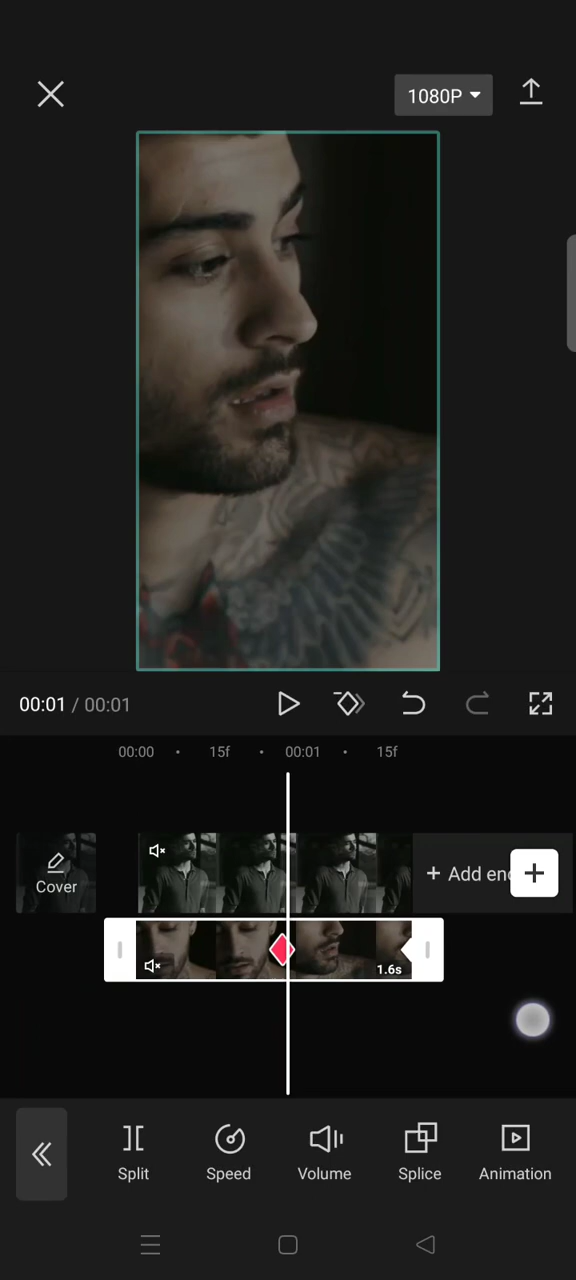 1080P
00:01 / 00:01
00:00 · 15f · 00:01 · 15f
Cover
+ Add en
1.6s
Split Speed Volume Splice Animation